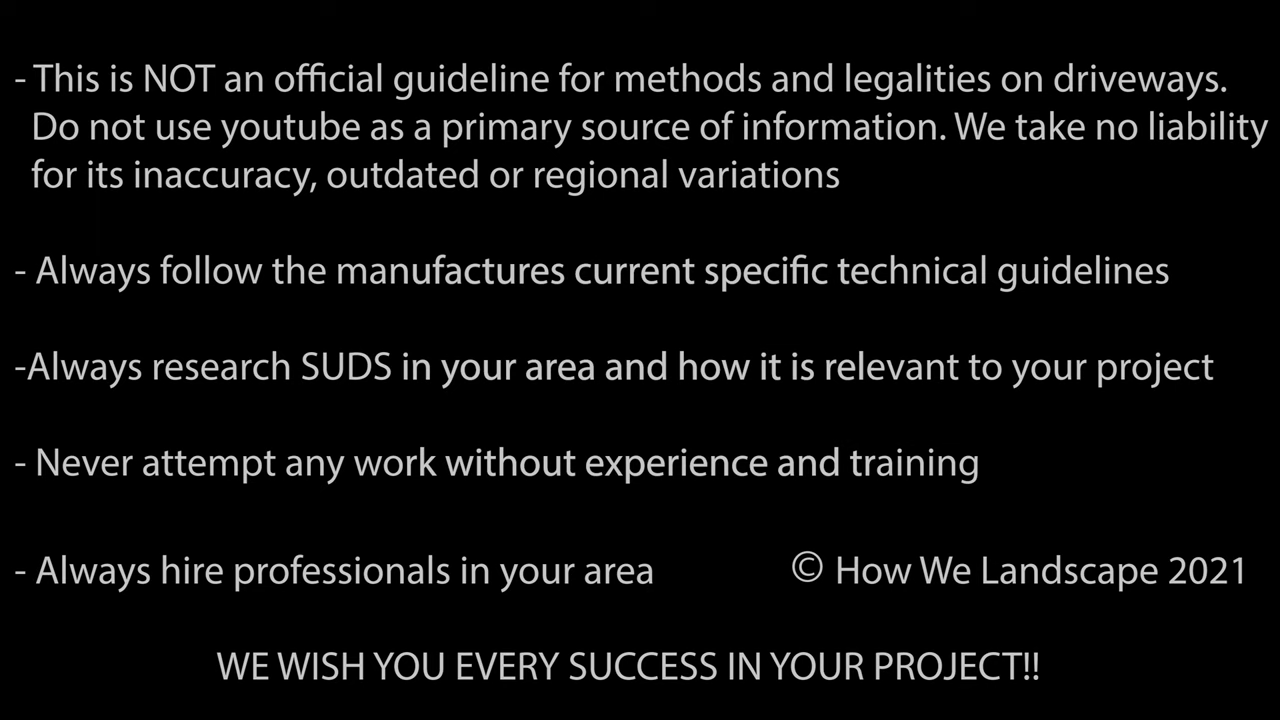 - This is NOT an official guideline for methods and legalities on driveways.
Do not use youtube as a primary source of information. We take no liability
for its inaccuracy, outdated or regional variations
- Always follow the manufactures current specific technical guidelines
-Always research SUDS in your area and how it is relevant to your project
- Never attempt any work without experience and training
- Always hire professionals in your area
© How We Landscape 2021
WE WISH YOU EVERY SUCCESS IN YOUR PROJECT!!